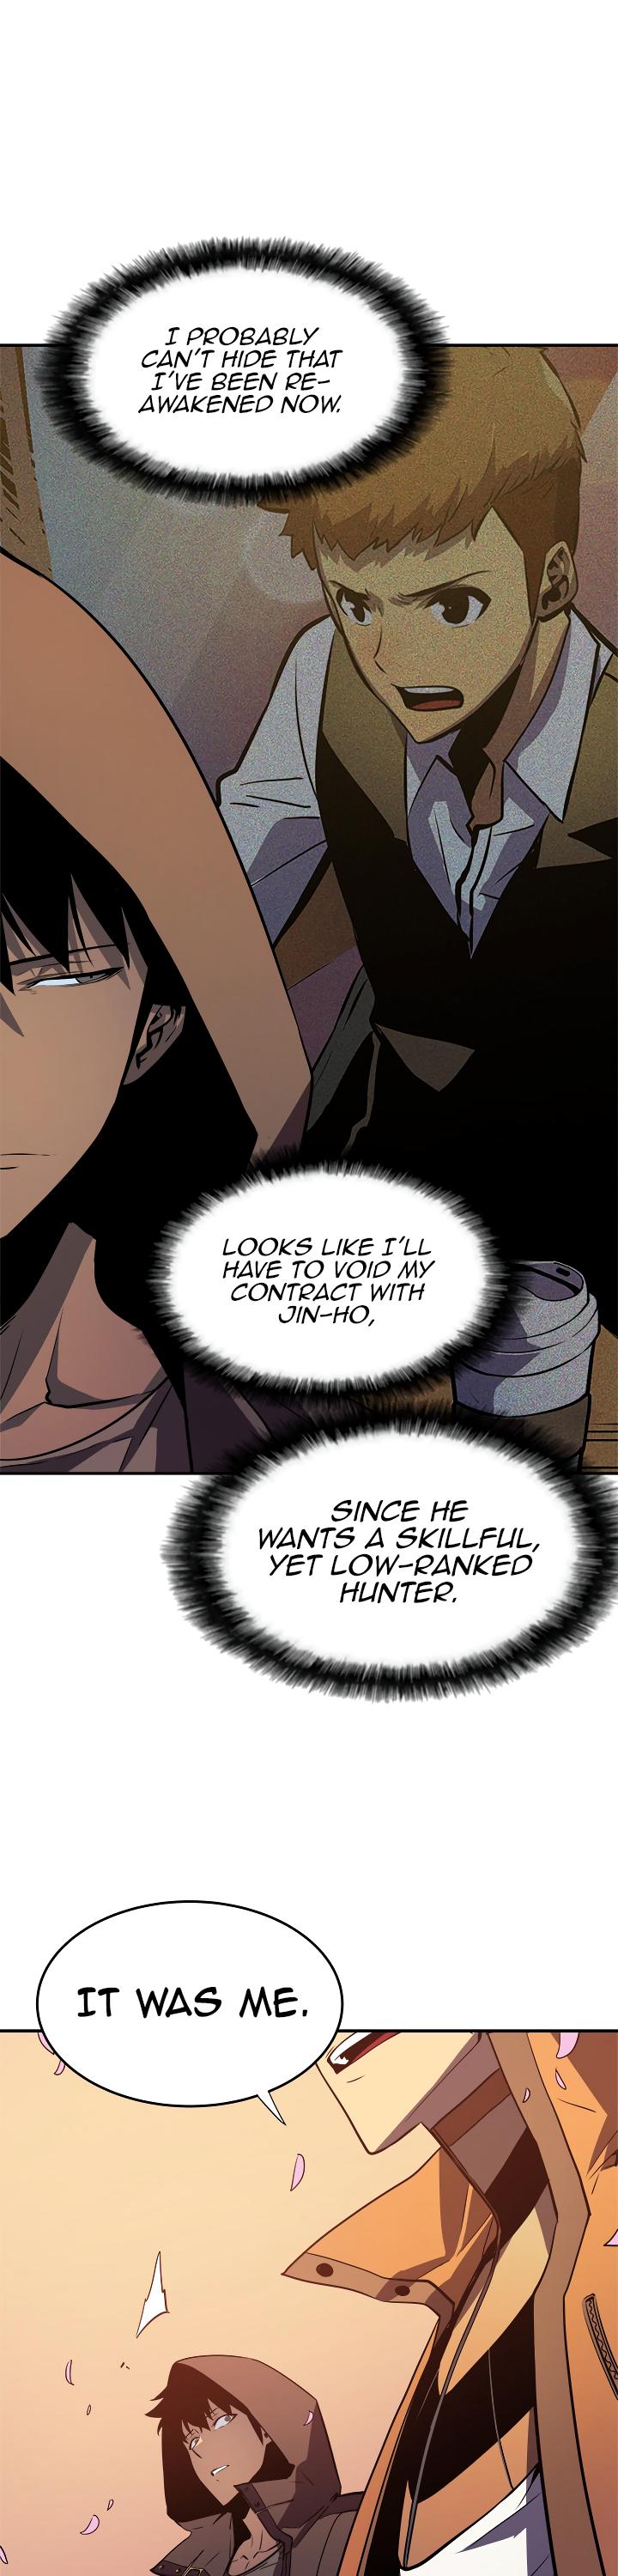 I PROBABLY
CAN'T HIDE THAT
I'VE BEEN RE-
AWAKENED NOW.
LOOKS LIKE I'LL
HAVE TO VOID MY
CONTRACT WITH
JIN-HO,
SINCE HE
WANTS A SKILLFUL,
YET LOW-RANKED
HUNTER.
IT WAS ME.